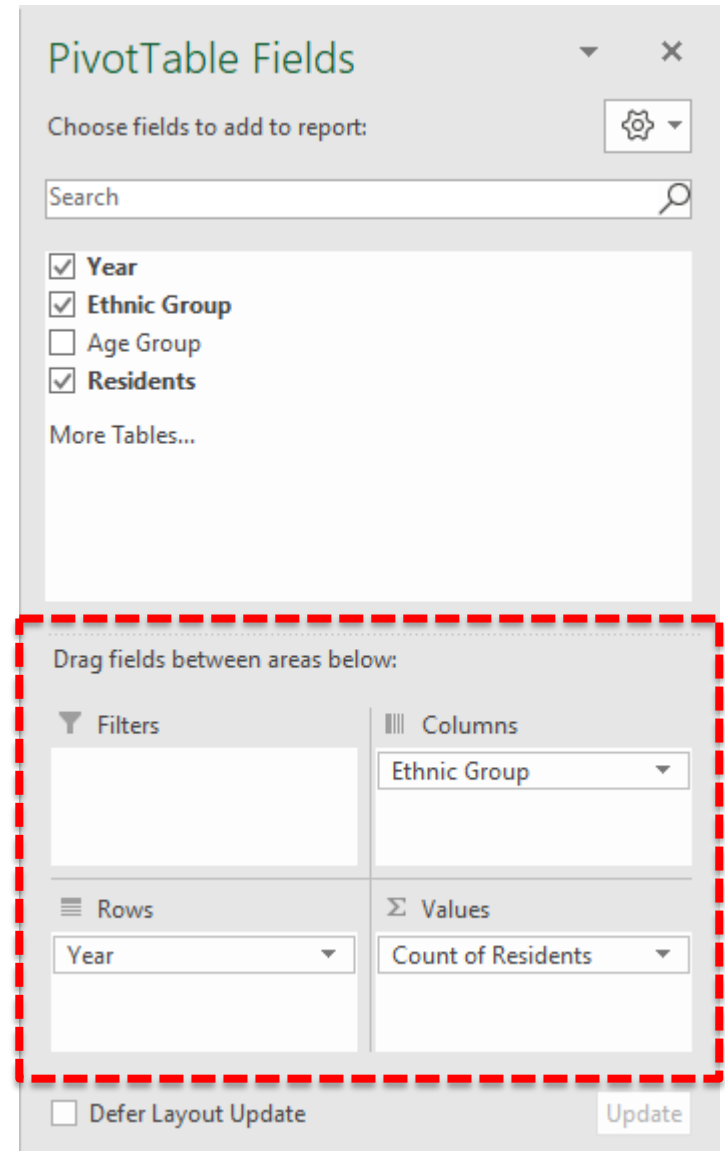 PivotTable Fields
Choose fields to add to report:
Search
Year
Ethnic Group
Age Group
Residents
More Tables...
Drag fields between areas below:
Filters
Columns
Ethnic Group
Rows
Σ Values
Year
Count of Residents
Defer Layout Update
Update